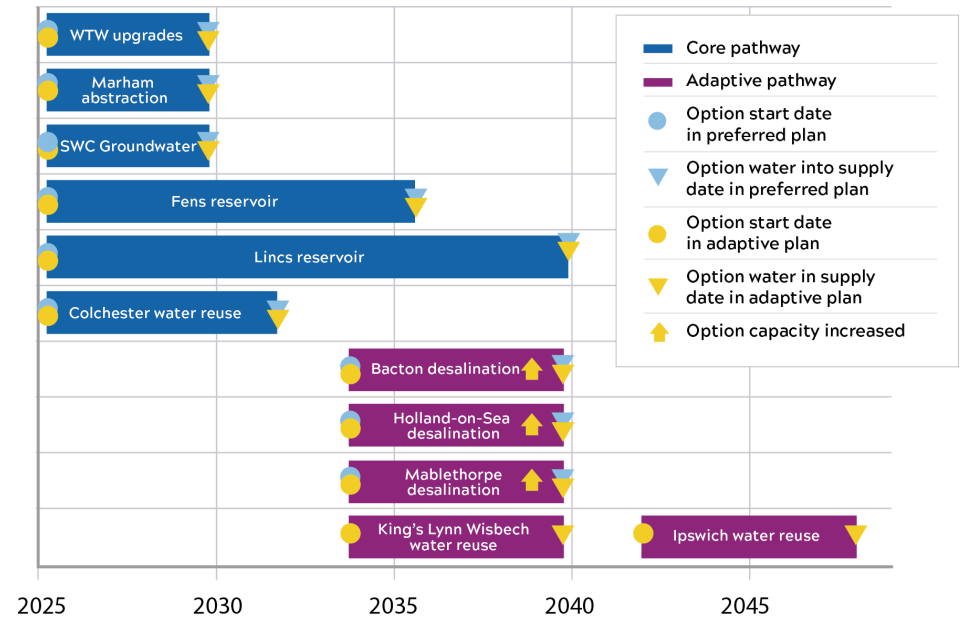 WTW upgrades
Marham
abstraction
SWC Groundwater
Fens reservoir
Lincs reservoir
Colchester water reuse
Bacton desalination
Holland-on-Sea
desalination
Mablethorpe
desalination
King's Lynn Wisbech
water reuse
Ipswich water reuse
Core pathway
Adaptive pathway
Option start date
in preferred plan
Option water into supply
date in preferred plan
Option start date
in adaptive plan
Option water in supply
date in adaptive plan
Option capacity increased
2025
2030
2035
2040
2045